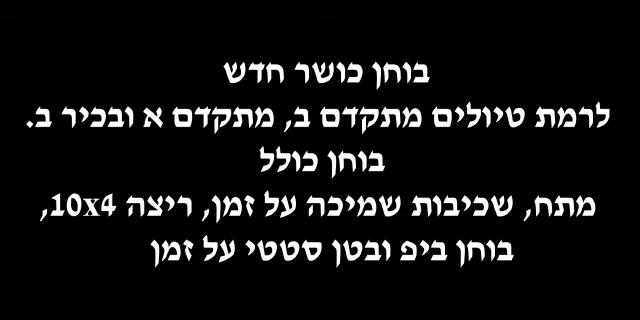 בוחן כושר חדש
לרמת טיולים מתקדם ב, מתקדם א ובכיר ב.
בוחן כולל
מתח, שכיבות שמיכה על זמן, ריצה 10x4,
בוחן ביפ ובטן סטטי על זמן